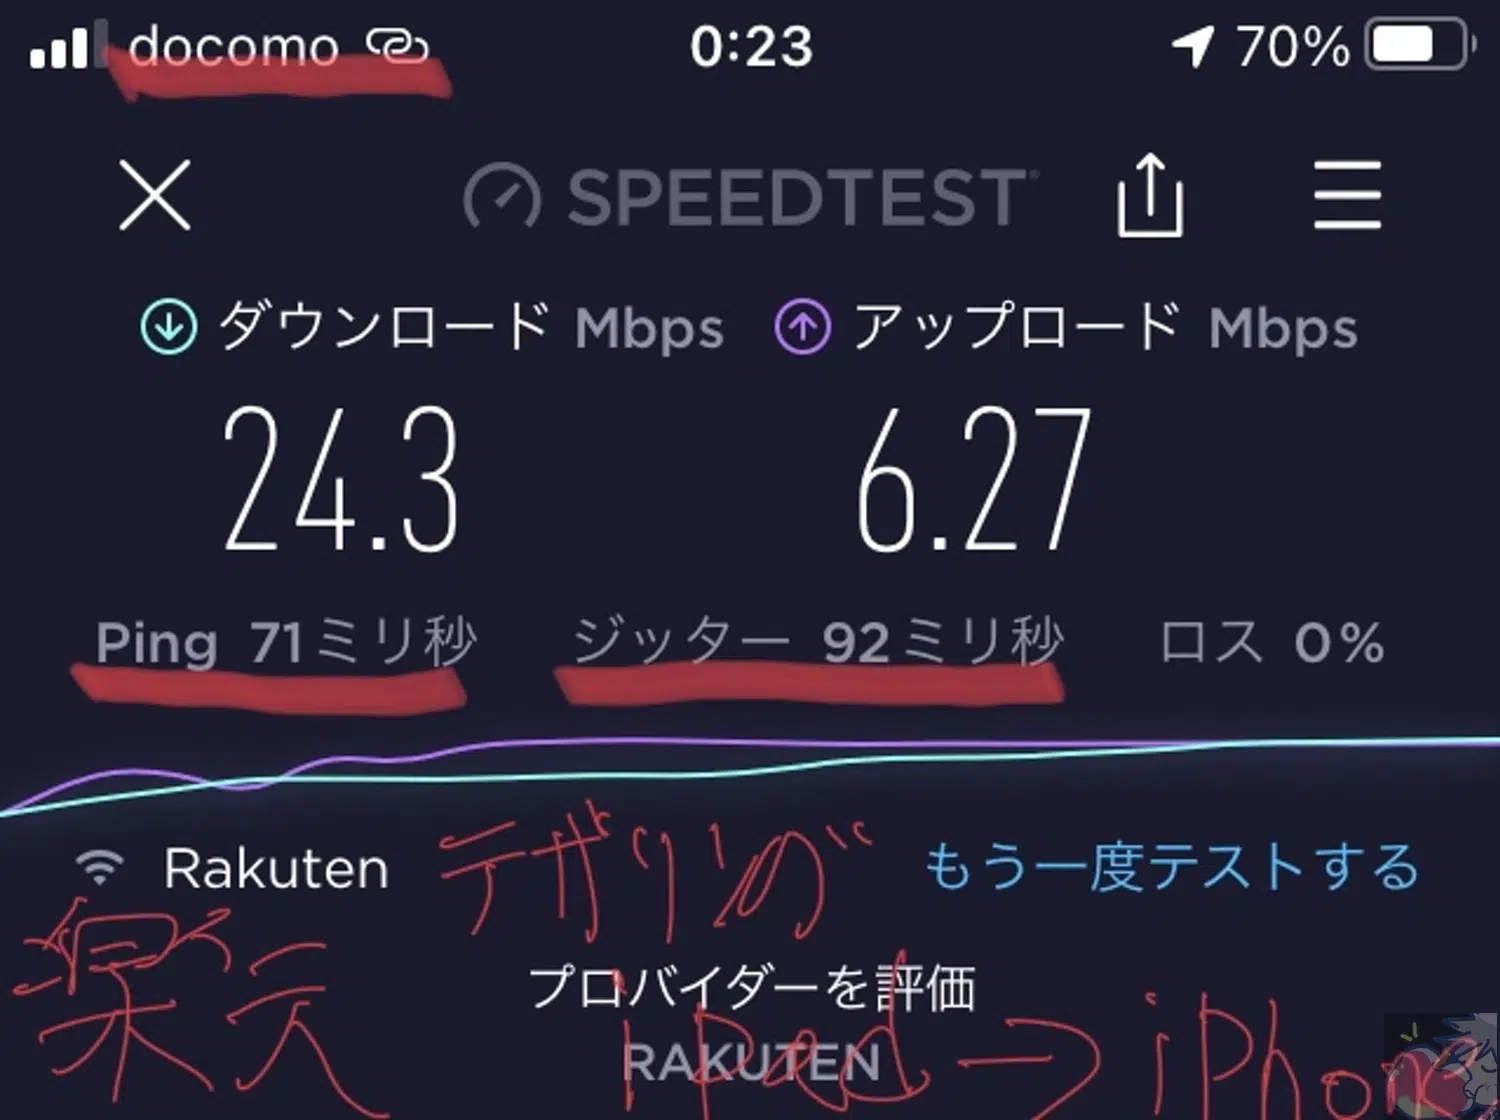 docomo 0:23 70%
SPEEDTEST
ダウンロード Mbps アップロード Mbps
24.3 6.27
Ping 71ミリ秒 ジッター 92ミリ秒 ロス 0%
Rakuten テザリング もう一度テストする
楽天
プロバイダーを評価
RAKUTEN
iPad→iPhone